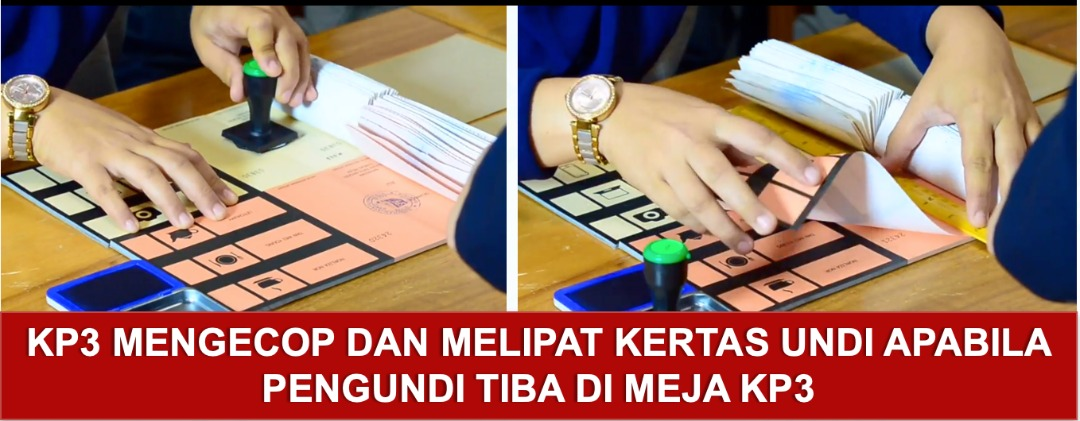 KP3 MENGECOP DAN MELIPAT KERTAS UNDI APABILA
PENGUNDI TIBA DI MEJA KP3